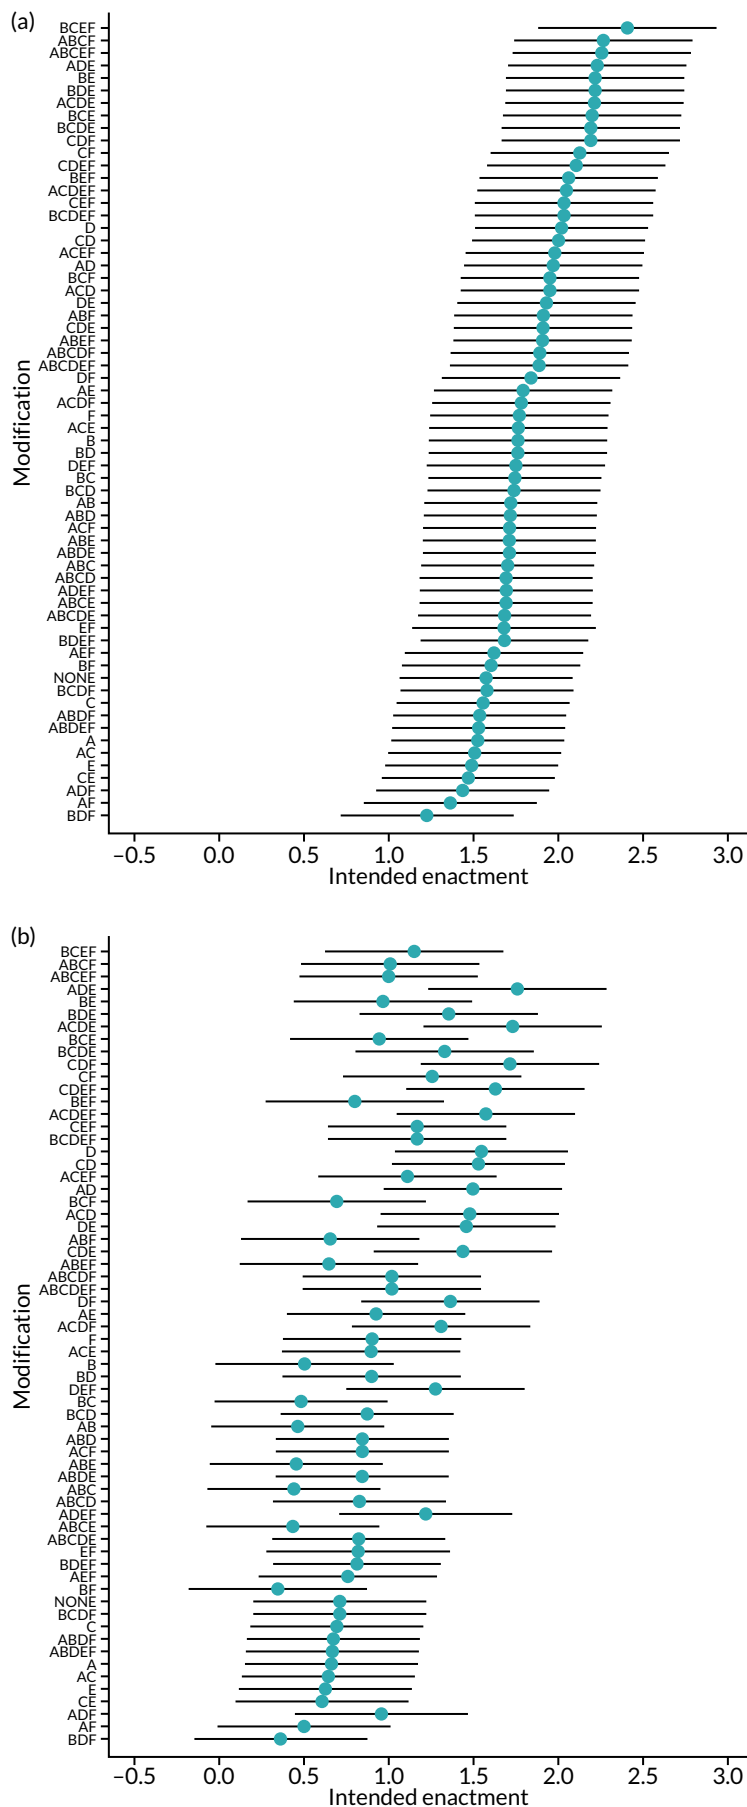 (a)
BCEF
ABCF
ABCEF
ADE
BE
BDE
ACDE
BCE
BCDE
CDF
CF
CDEF
BEF
ACDEF
CEF
BCDEF
D
CD
ACEF
AD
BCF
ACD
DE
ABF
CDE
ABEF
ABCDF
ABCDEF
DF
AE
ACDF
F
ACE
B
BD
DEF
BC
BCD
AB
ABD
ACF
ABE
ABDE
ABC
ABCD
ADEF
ABCE
ABCDE
EF
BDEF
AEF
BF
NONE
BCDF
C
ABDF
ABDEF
A
AC
E
CE
ADF
AF
BDF
Modification
−0.5 0.0 0.5 1.0 1.5 2.0 2.5 3.0
Intended enactment
(b)
BCEF
ABCF
ABCEF
ADE
BE
BDE
ACDE
BCE
BCDE
CDF
CF
CDEF
BEF
ACDEF
CEF
BCDEF
D
CD
ACEF
AD
BCF
ACD
DE
ABF
CDE
ABEF
ABCDF
ABCDEF
DF
AE
ACDF
F
ACE
B
BD
DEF
BC
BCD
AB
ABD
ACF
ABE
ABDE
ABC
ABCD
ADEF
ABCE
ABCDE
EF
BDEF
AEF
BF
NONE
BCDF
C
ABDF
ABDEF
A
AC
E
CE
ADF
AF
BDF
Modification
−0.5 0.0 0.5 1.0 1.5 2.0 2.5 3.0
Intended enactment